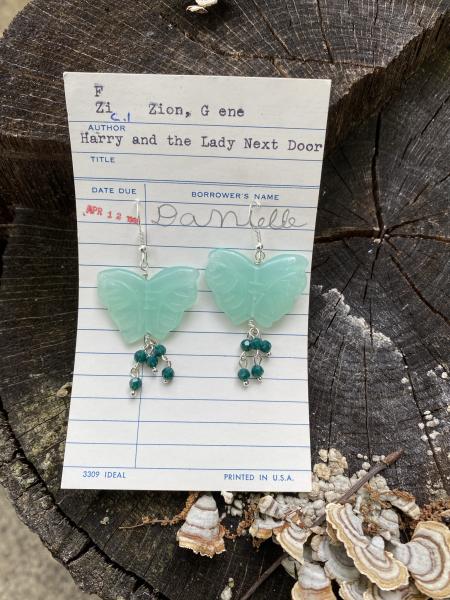 F
Zi Zion, G ene
c.1
AUTHOR
Harry and the Lady Next Door
TITLE
DATE DUE BORROWER'S NAME
APR 12 Danielle
3309 IDEAL PRINTED IN U.S.A.